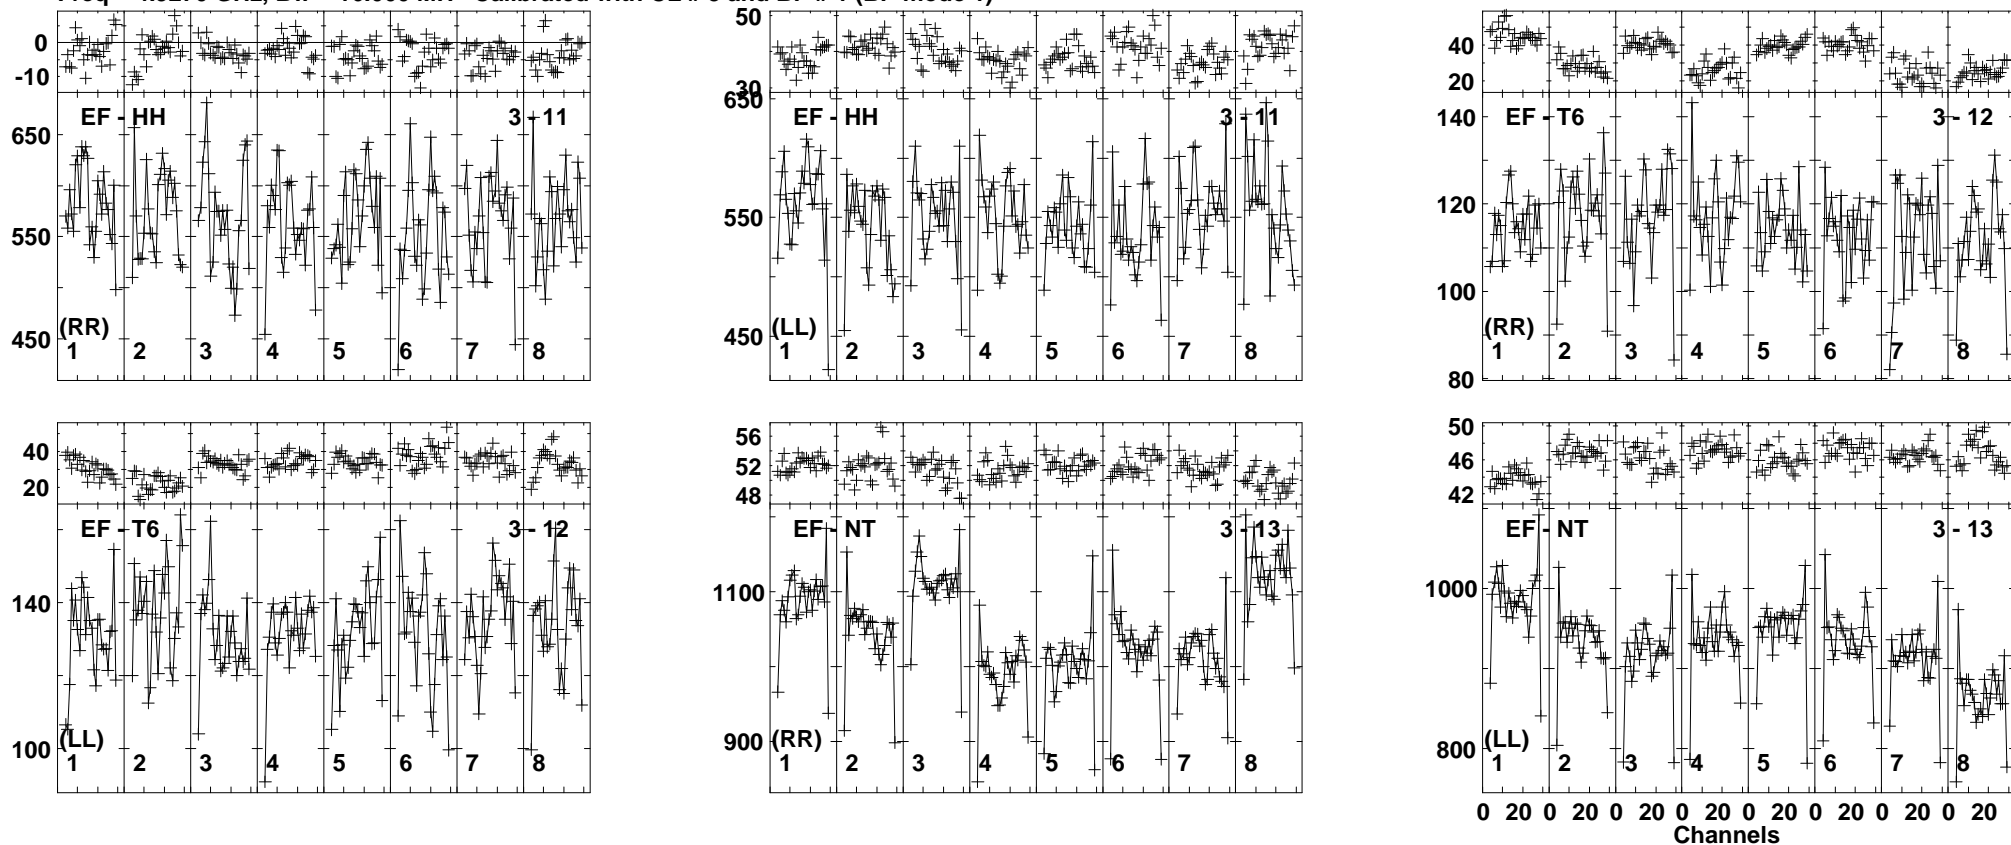 0
-10
650
550
450
EF - HH
3 - 11
(RR)
1 2 3 4 5 6 7 8
50
30
650
550
450
EF - HH
3 - 11
(LL)
1 2 3 4 5 6 7 8
40
20
140
120
100
80
EF - T6
3 - 12
(RR)
1 2 3 4 5 6 7 8
40
20
140
100
EF - T6
3 - 12
(LL)
1 2 3 4 5 6 7 8
56
52
48
1100
900
EF - NT
3 - 13
(RR)
1 2 3 4 5 6 7 8
50
46
42
1000
800
EF - NT
3 - 13
(LL)
1 2 3 4 5 6 7 8
0 20 0 20 0 20 0 20 0 20 0 20 0 20 0 20
Channels